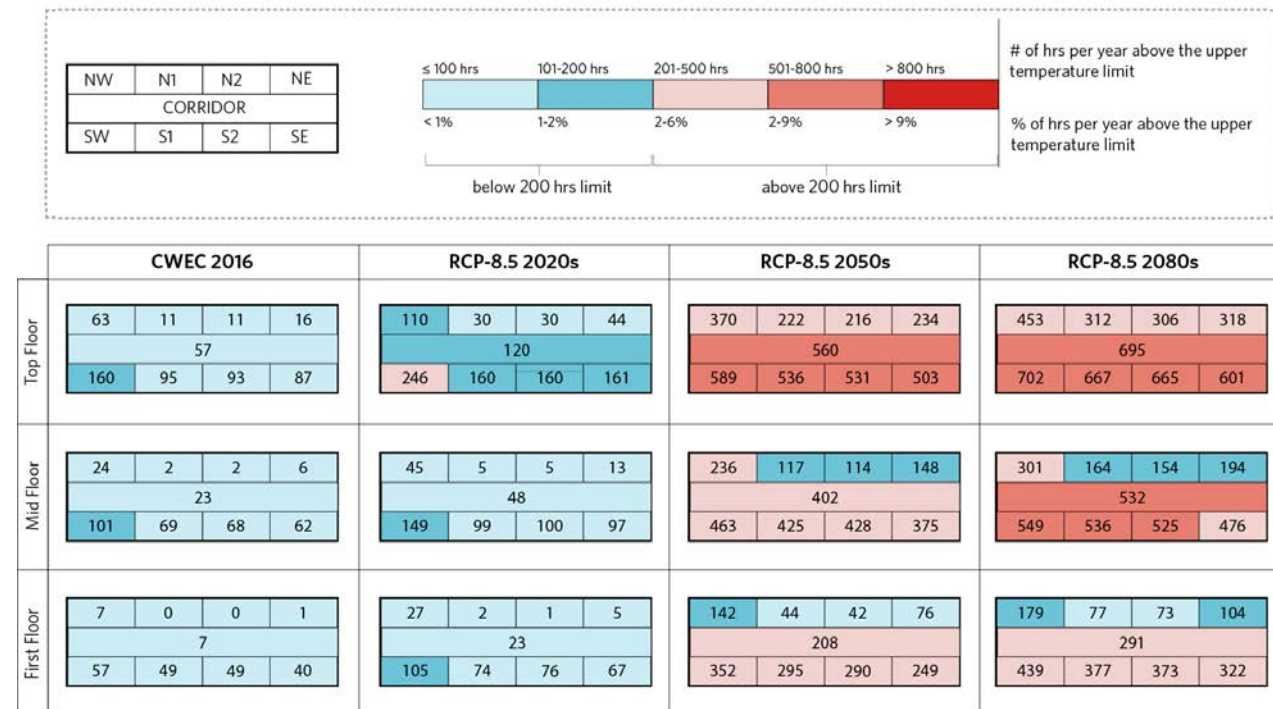 NW N1 N2 NE
CORRIDOR
SW S1 S2 SE
≤ 100 hrs 101-200 hrs 201-500 hrs 501-800 hrs > 800 hrs
# of hrs per year above the upper
temperature limit
< 1% 1-2% 2-6% 2-9% > 9%
% of hrs per year above the upper
temperature limit
below 200 hrs limit above 200 hrs limit
CWEC 2016 RCP-8.5 2020s RCP-8.5 2050s RCP-8.5 2080s
Top Floor
63 11 11 16 110 30 30 44 370 222 216 234 453 312 306 318
57 120 560 695
160 95 93 87 246 160 160 161 589 536 531 503 702 667 665 601
Mid Floor
24 2 2 6 45 5 5 13 236 117 114 148 301 164 154 194
23 48 402 532
101 69 68 62 149 99 100 97 463 425 428 375 549 536 525 476
First Floor
7 0 0 1 27 2 1 5 142 44 42 76 179 77 73 104
7 23 208 291
57 49 49 40 105 74 76 67 352 295 290 249 439 377 373 322